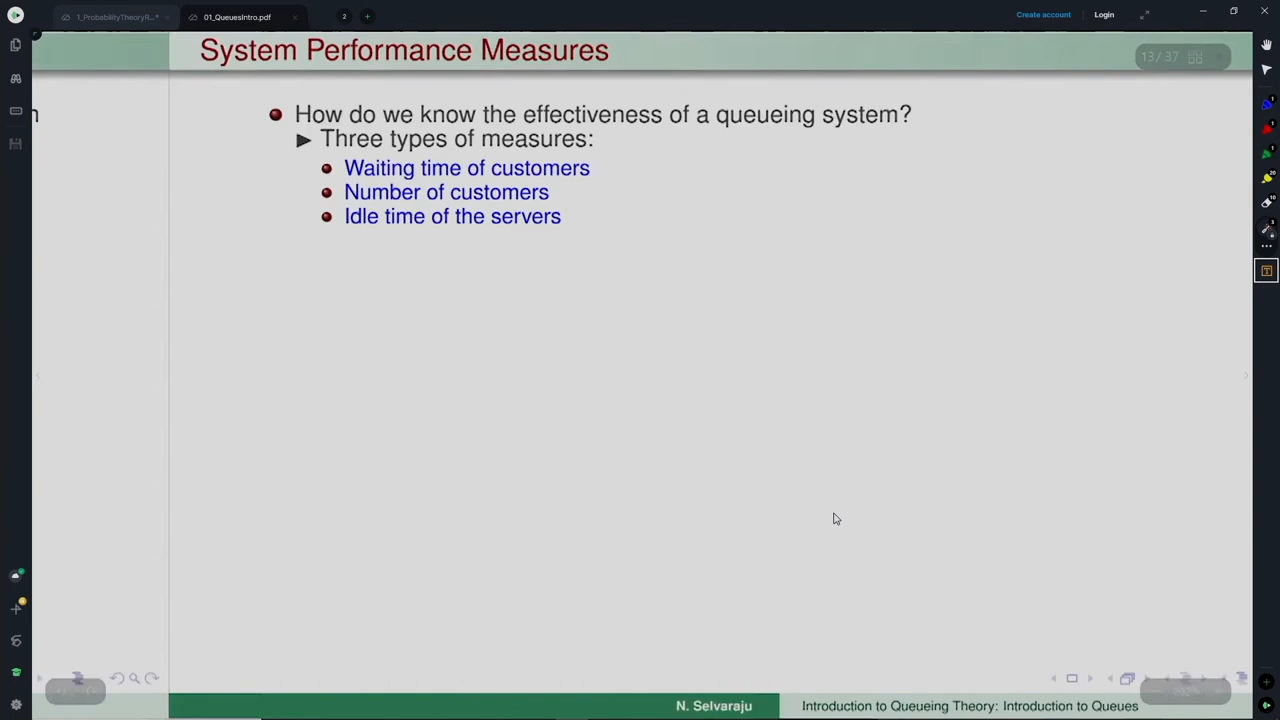 1_ProbabilityTheoryR...*
01_QueuesIntro.pdf
2
Create account
Login
System Performance Measures
13 / 37
n
How do we know the effectiveness of a queueing system?
Three types of measures:
Waiting time of customers
Number of customers
Idle time of the servers
N. Selvaraju
Introduction to Queueing Theory: Introduction to Queues